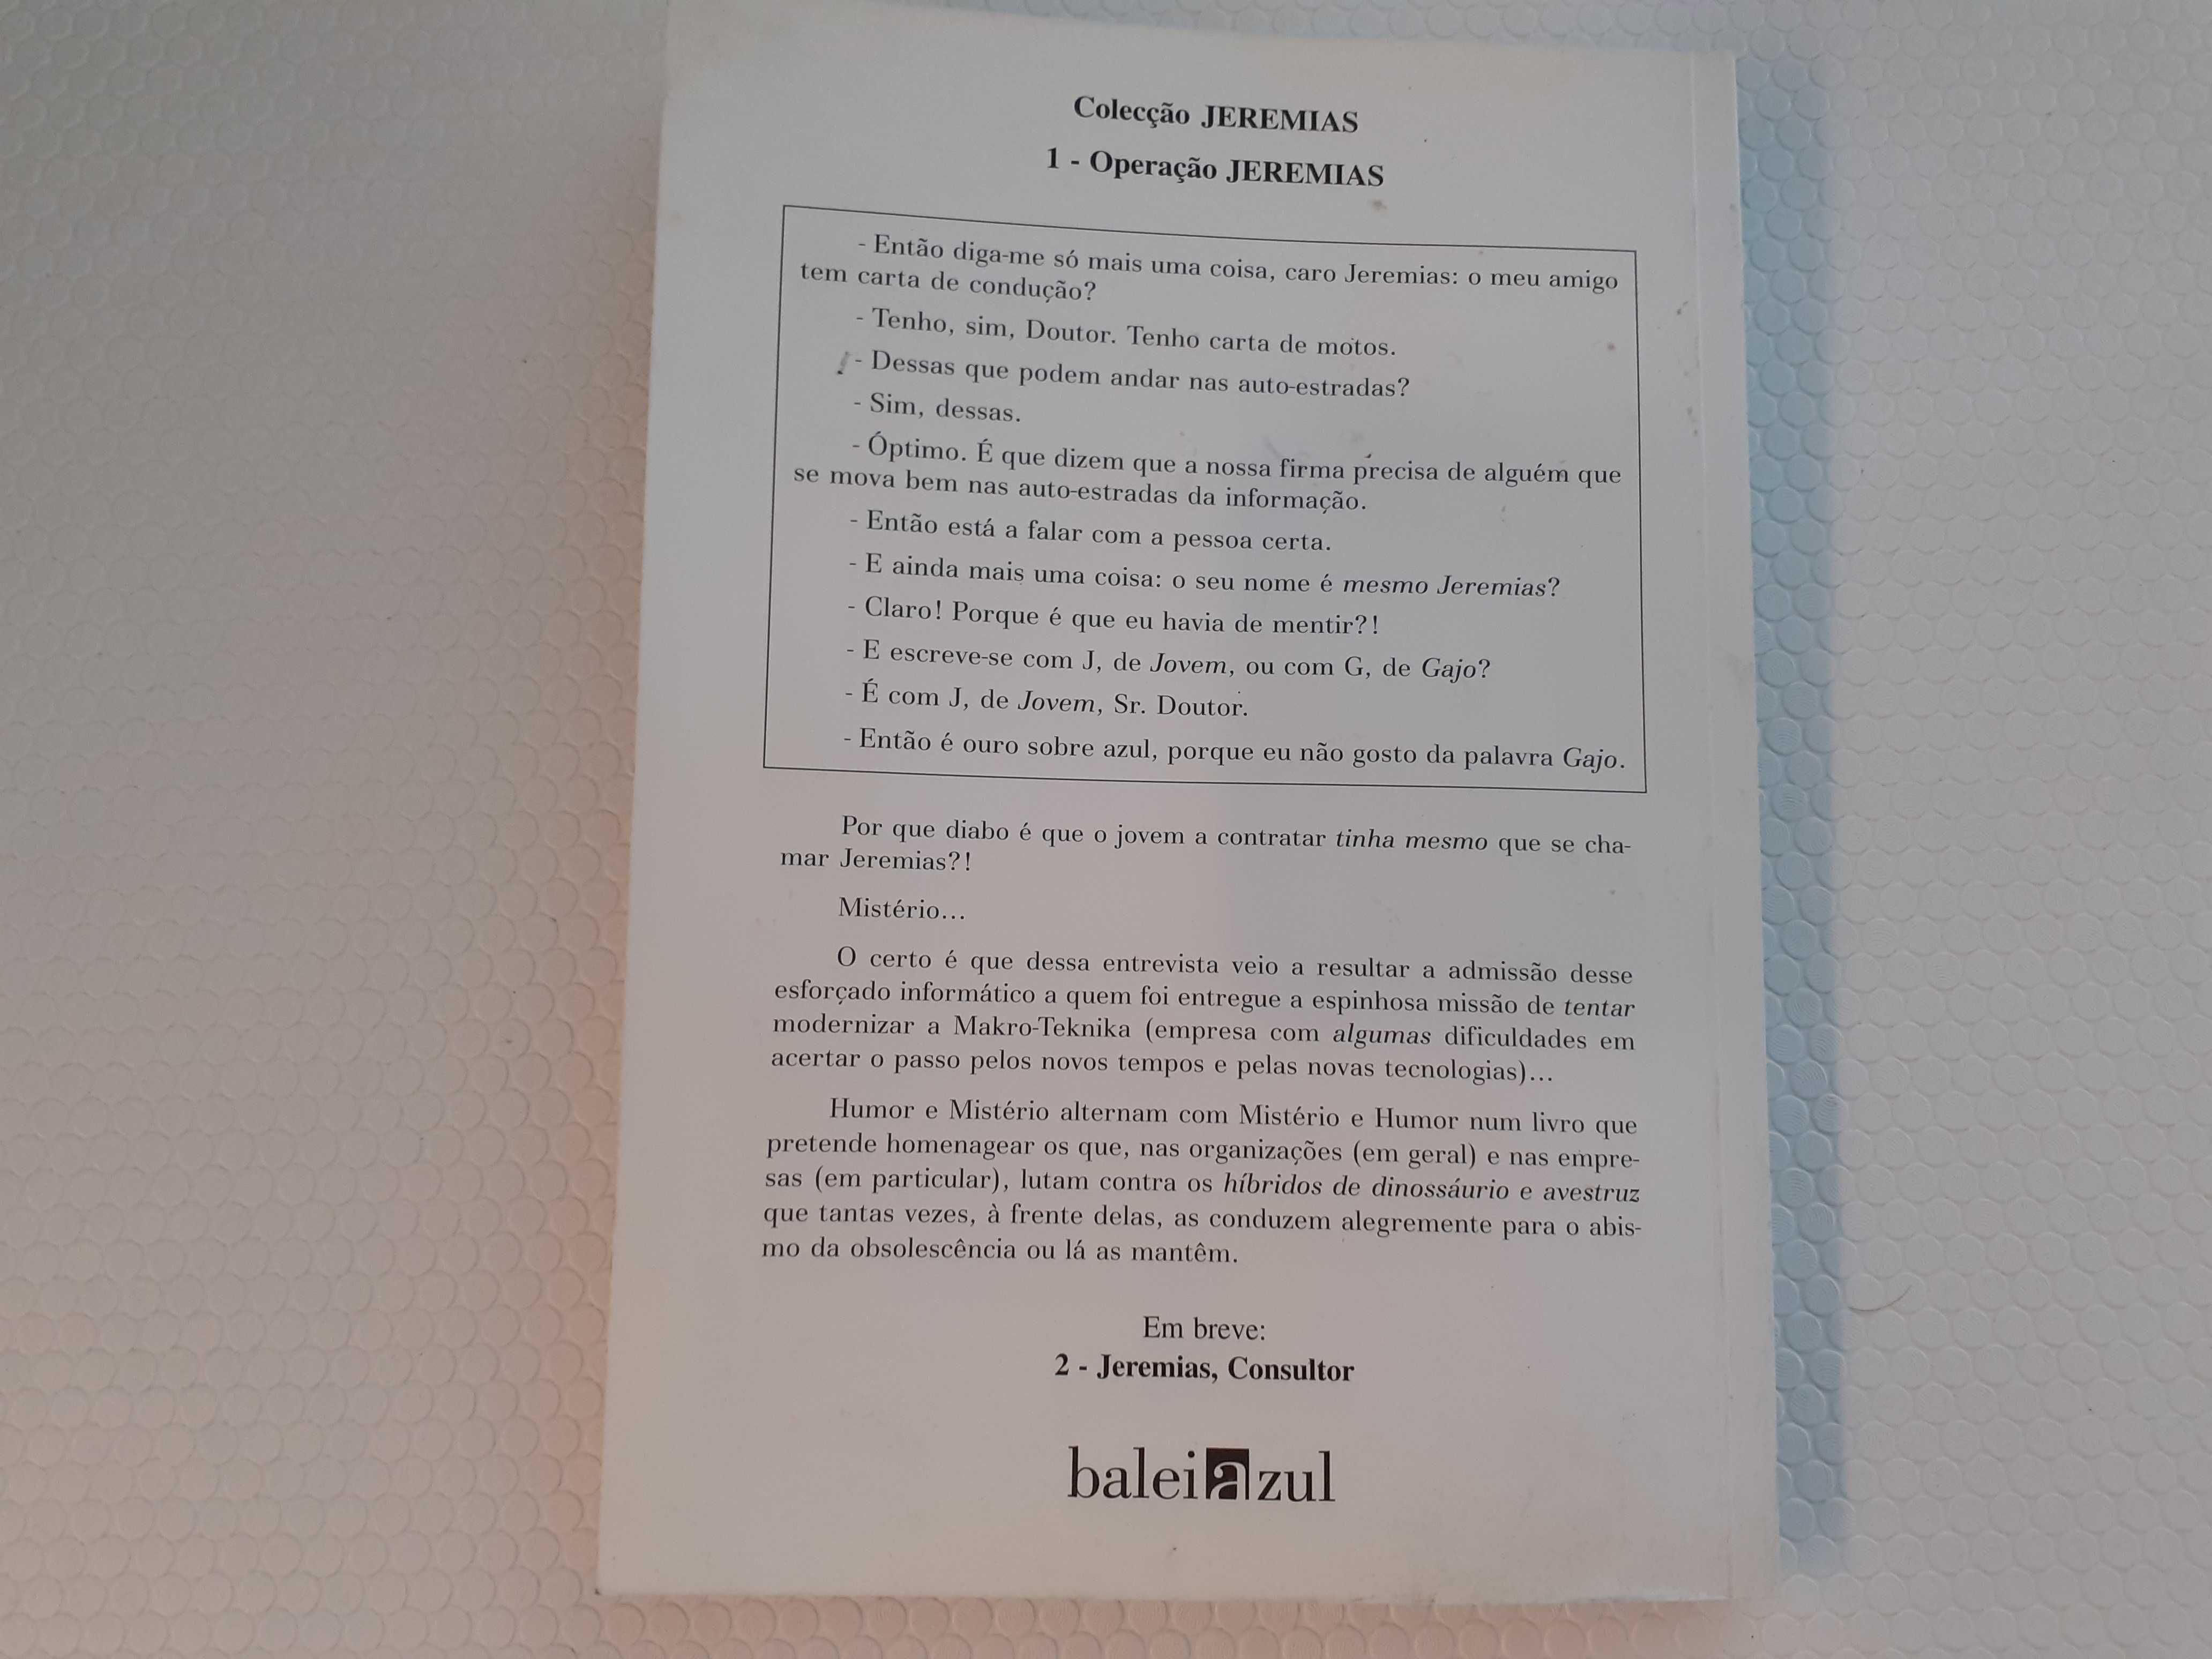 Colecção JEREMIAS
1 - Operação JEREMIAS
- Então diga-me só mais uma coisa, caro Jeremias: o meu amigo
tem carta de condução?
- Tenho, sim, Doutor. Tenho carta de motos.
- Dessas que podem andar nas auto-estradas?
- Sim, dessas.
- Óptimo. É que dizem que a nossa firma precisa de alguém que
se mova bem nas auto-estradas da informação.
- Então está a falar com a pessoa certa.
- E ainda mais uma coisa: o seu nome é mesmo Jeremias?
- Claro! Porque é que eu havia de mentir?!
- E escreve-se com J, de Jovem, ou com G, de Gajo?
- É com J, de Jovem, Sr. Doutor.
- Então é ouro sobre azul, porque eu não gosto da palavra Gajo.
Por que diabo é que o jovem a contratar tinha mesmo que se cha-
mar Jeremias?!
Mistério...
O certo é que dessa entrevista veio a resultar a admissão desse
esforçado informático a quem foi entregue a espinhosa missão de tentar
modernizar a Makro-Teknika (empresa com algumas dificuldades em
acertar o passo pelos novos tempos e pelas novas tecnologias)...
Humor e Mistério alternam com Mistério e Humor num livro que
pretende homenagear os que, nas organizações (em geral) e nas empre-
sas (em particular), lutam contra os híbridos de dinossáurio e avestruz
que tantas vezes, à frente delas, as conduzem alegremente para o abis-
mo da obsolescência ou lá as mantêm.
Em breve:
2 - Jeremias, Consultor
baleiazul